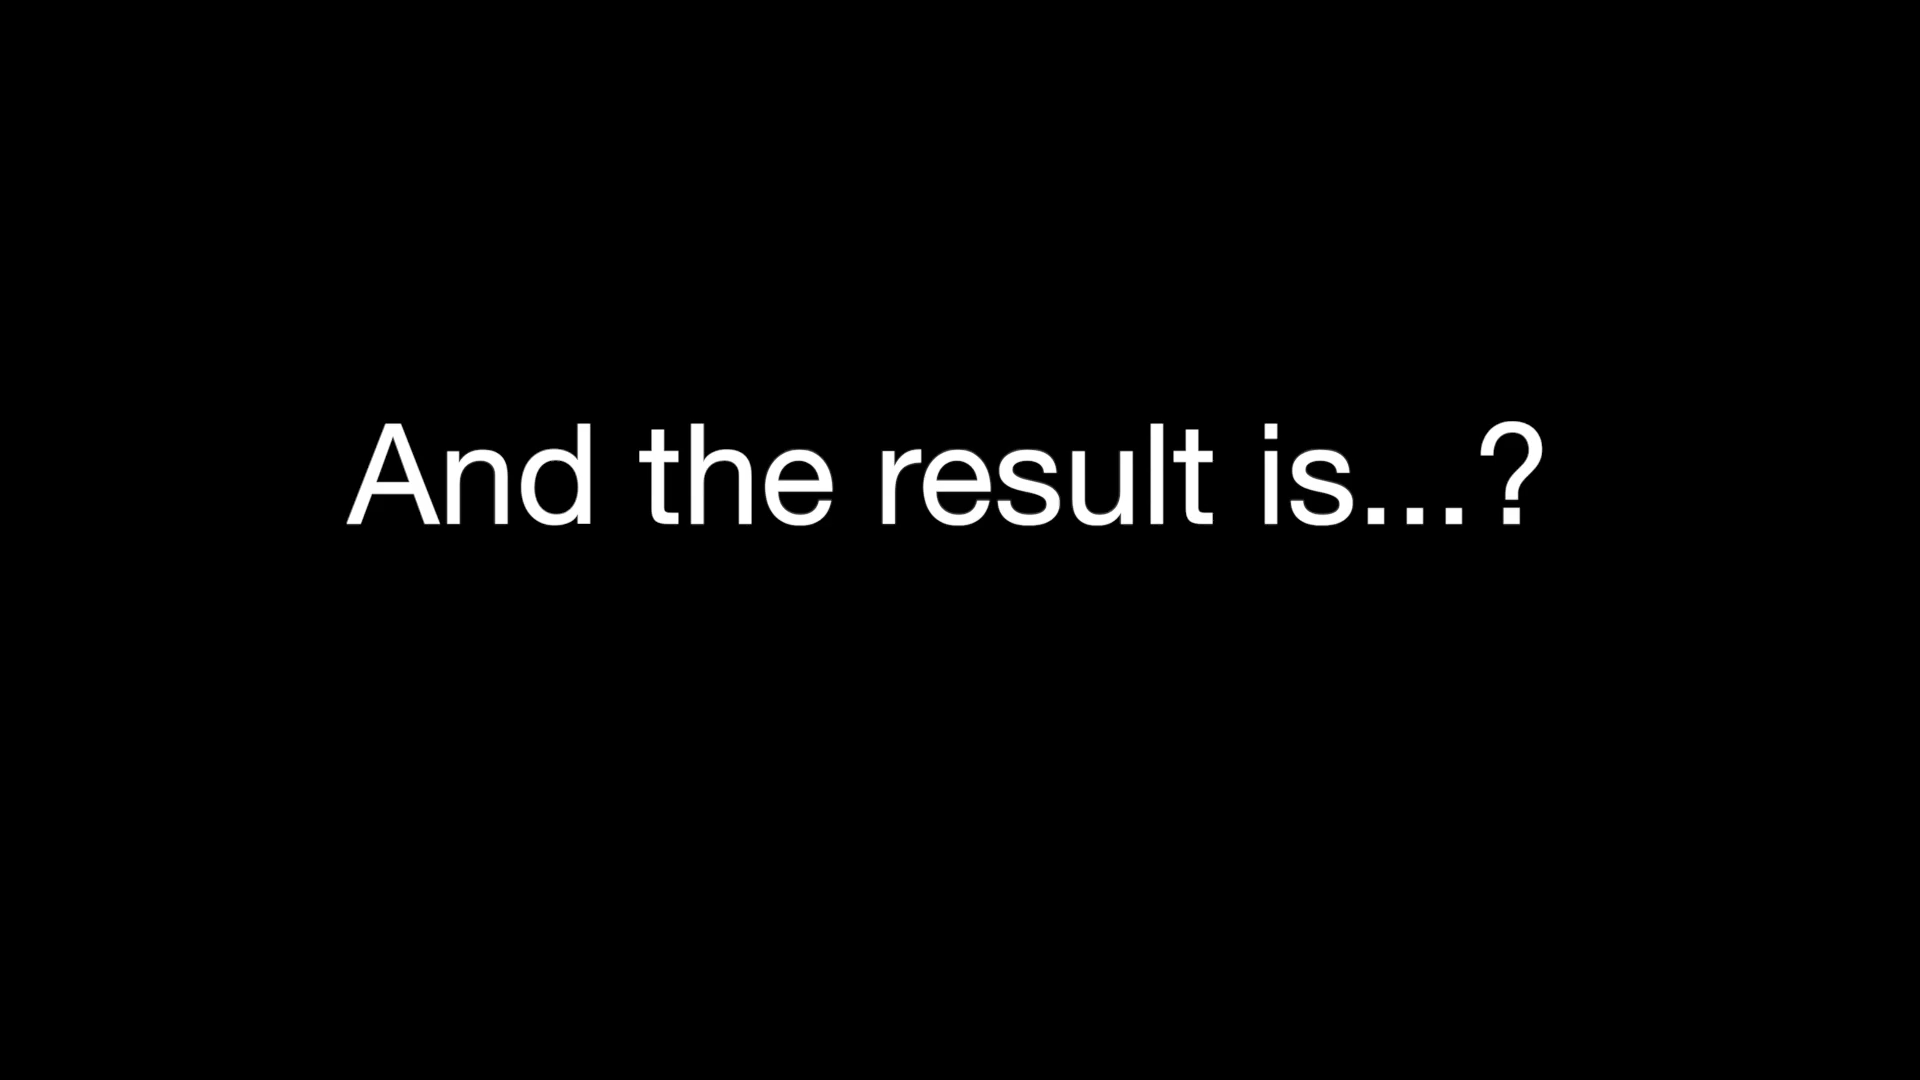 And the result is...?